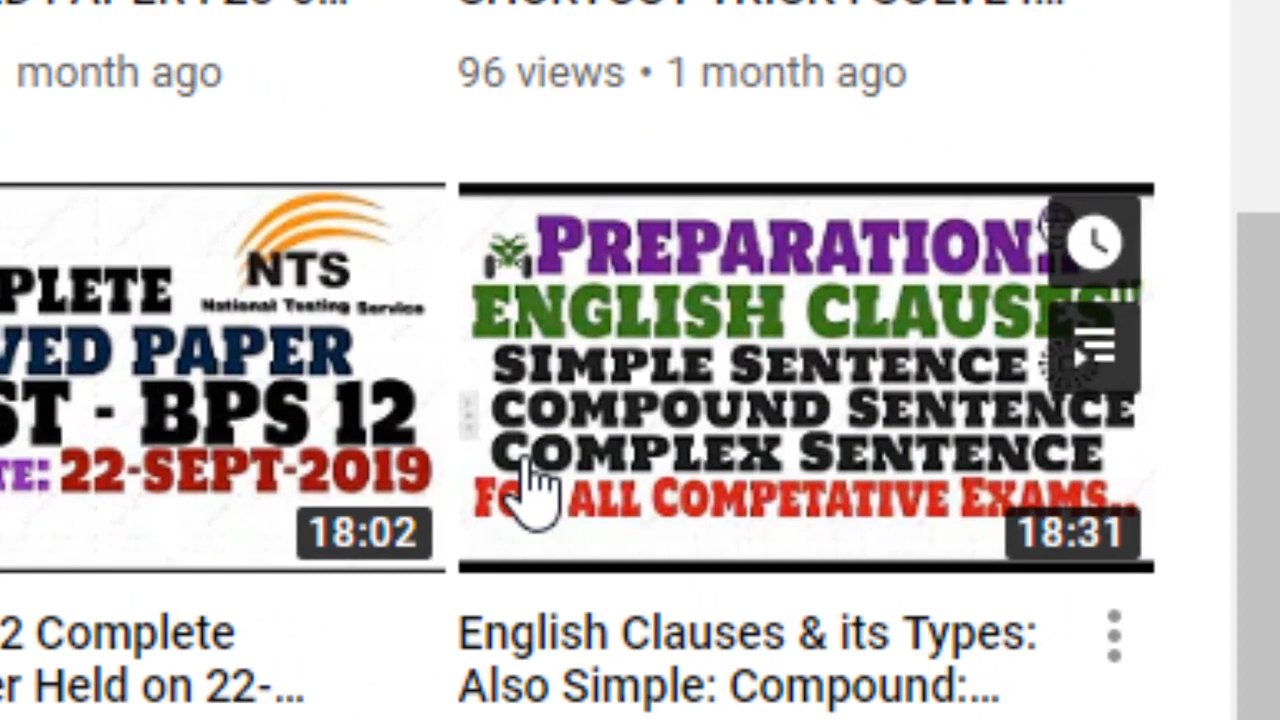 month ago
96 views • 1 month ago
PLETE
NTS
National Testing Service
VED PAPER
ST - BPS 12
TE: 22-SEPT-2019
18:02
PREPARATION
ENGLISH CLAUSES"
SIMPLE SENTENCE
COMPOUND SENTENCE
COMPLEX SENTENCE
FOR ALL COMPETATIVE EXAMS..
18:31
2 Complete
er Held on 22-...
English Clauses & its Types:
Also Simple: Compound:...